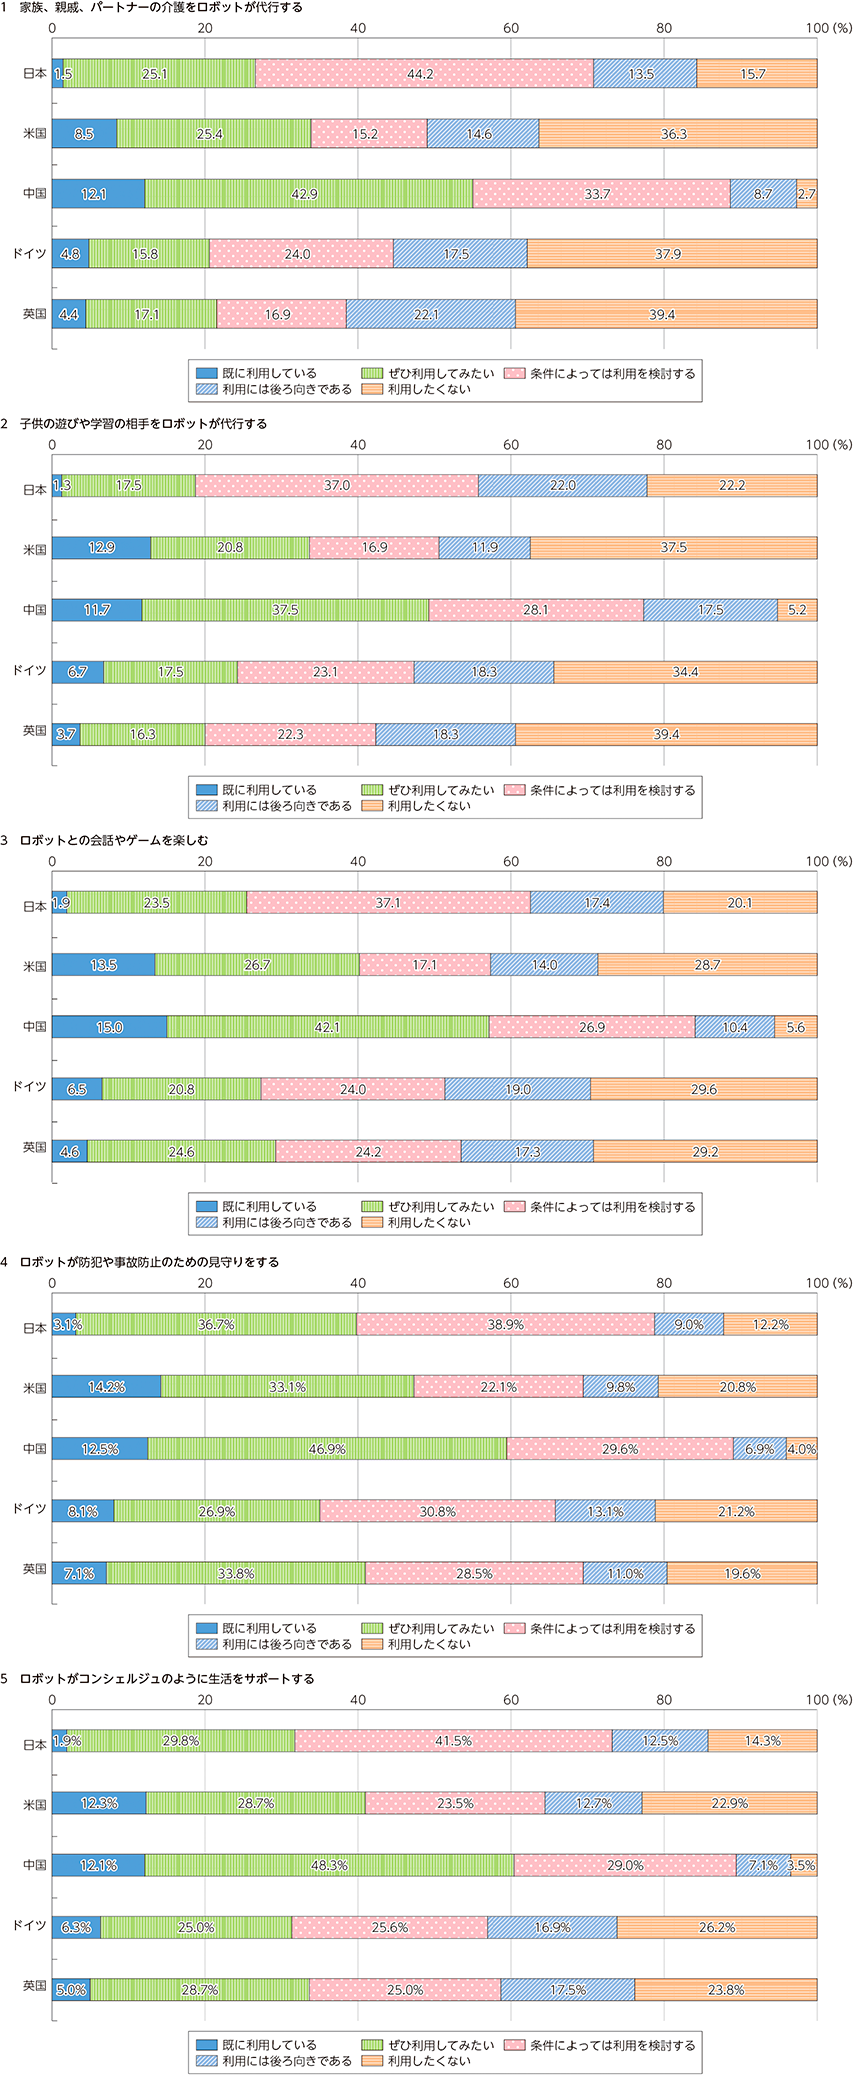 1 家族、親戚、パートナーの介護をロボットが代行する
0 20 40 60 80 100 (%)
日本 1.5 25.1 44.2 13.5 15.7
米国 8.5 25.4 15.2 14.6 36.3
中国 12.1 42.9 33.7 8.7 2.7
ドイツ 4.8 15.8 24.0 17.5 37.9
英国 4.4 17.1 16.9 22.1 39.4
既に利用している ぜひ利用してみたい 条件によっては利用を検討する
利用には後ろ向きである 利用したくない
2 子供の遊びや学習の相手をロボットが代行する
0 20 40 60 80 100 (%)
日本 1.3 17.5 37.0 22.0 22.2
米国 12.9 20.8 16.9 11.9 37.5
中国 11.7 37.5 28.1 17.5 5.2
ドイツ 6.7 17.5 23.1 18.3 34.4
英国 3.7 16.3 22.3 18.3 39.4
既に利用している ぜひ利用してみたい 条件によっては利用を検討する
利用には後ろ向きである 利用したくない
3 ロボットとの会話やゲームを楽しむ
0 20 40 60 80 100 (%)
日本 1.9 23.5 37.1 17.4 20.1
米国 13.5 26.7 17.1 14.0 28.7
中国 15.0 42.1 26.9 10.4 5.6
ドイツ 6.5 20.8 24.0 19.0 29.6
英国 4.6 24.6 24.2 17.3 29.2
既に利用している ぜひ利用してみたい 条件によっては利用を検討する
利用には後ろ向きである 利用したくない
4 ロボットが防犯や事故防止のための見守りをする
0 20 40 60 80 100 (%)
日本 3.1% 36.7% 38.9% 9.0% 12.2%
米国 14.2% 33.1% 22.1% 9.8% 20.8%
中国 12.5% 46.9% 29.6% 6.9% 4.0%
ドイツ 8.1% 26.9% 30.8% 13.1% 21.2%
英国 7.1% 33.8% 28.5% 11.0% 19.6%
既に利用している ぜひ利用してみたい 条件によっては利用を検討する
利用には後ろ向きである 利用したくない
5 ロボットがコンシェルジュのように生活をサポートする
0 20 40 60 80 100 (%)
日本 1.9% 29.8% 41.5% 12.5% 14.3%
米国 12.3% 28.7% 23.5% 12.7% 22.9%
中国 12.1% 48.3% 29.0% 7.1% 3.5%
ドイツ 6.3% 25.0% 25.6% 16.9% 26.2%
英国 5.0% 28.7% 25.0% 17.5% 23.8%
既に利用している ぜひ利用してみたい 条件によっては利用を検討する
利用には後ろ向きである 利用したくない